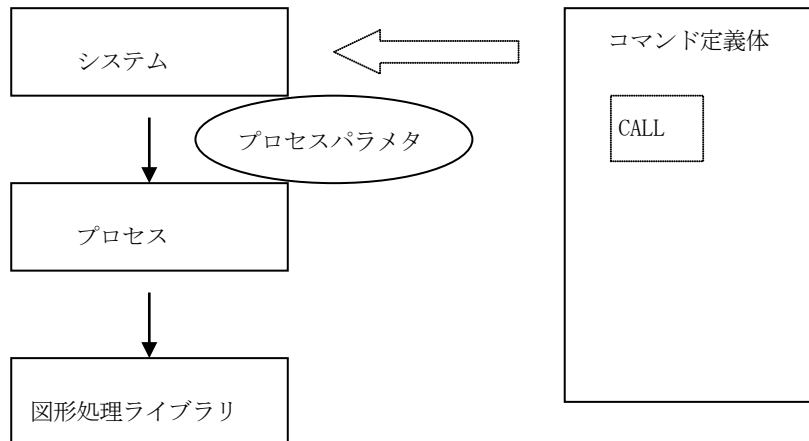 システム
コマンド定義体
CALL
プロセスパラメタ
プロセス
図形処理ライブラリ